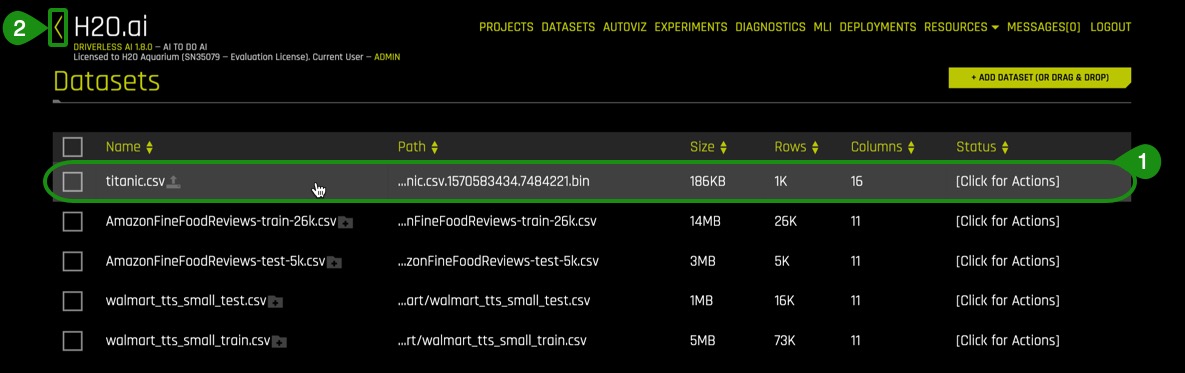 2
H2O.ai
PROJECTS DATASETS AUTOVIZ EXPERIMENTS DIAGNOSTICS MLI DEPLOYMENTS RESOURCES MESSAGES[0] LOGOUT
DRIVERLESS AI 1.8.0 – AI TO DO AI
Licensed to H2O Aquarium (SN35079 – Evaluation License). Current User – ADMIN
Datasets
+ ADD DATASET (OR DRAG & DROP)
Name Path Size Rows Columns Status
1
titanic.csv ...nic.csv.1570583434.7484221.bin 186KB 1K 16 [Click for Actions]
AmazonFineFoodReviews-train-26k.csv ...nFineFoodReviews-train-26k.csv 14MB 26K 11 [Click for Actions]
AmazonFineFoodReviews-test-5k.csv ...zonFineFoodReviews-test-5k.csv 3MB 5K 11 [Click for Actions]
walmart_tts_small_test.csv ...art/walmart_tts_small_test.csv 1MB 16K 11 [Click for Actions]
walmart_tts_small_train.csv ...rt/walmart_tts_small_train.csv 5MB 73K 11 [Click for Actions]